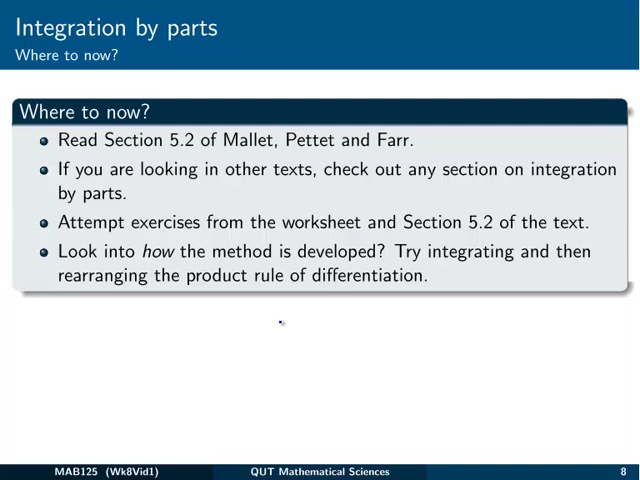 Integration by parts
Where to now?
Where to now?
Read Section 5.2 of Mallet, Pettet and Farr.
If you are looking in other texts, check out any section on integration
by parts.
Attempt exercises from the worksheet and Section 5.2 of the text.
Look into how the method is developed? Try integrating and then
rearranging the product rule of differentiation.
MAB125 (Wk8Vid1) QUT Mathematical Sciences 8